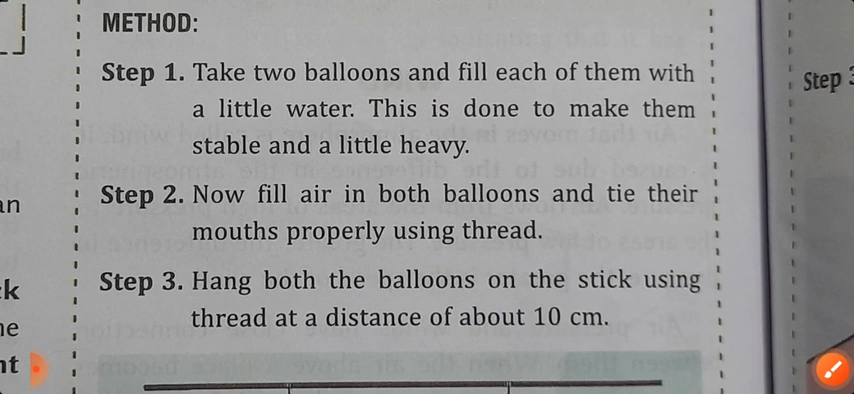 METHOD:
Step 1. Take two balloons and fill each of them with
a little water. This is done to make them
stable and a little heavy.
Step 2. Now fill air in both balloons and tie their
mouths properly using thread.
Step 3. Hang both the balloons on the stick using
thread at a distance of about 10 cm.
Step